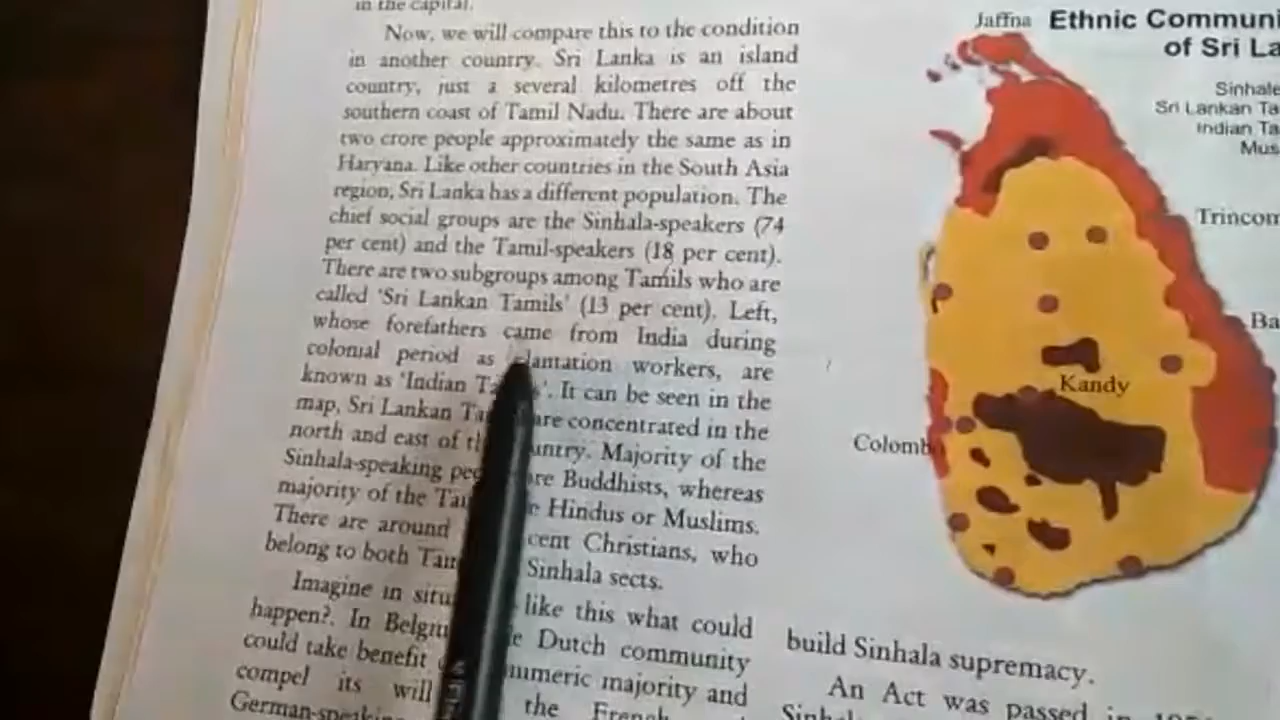 in the capital.
Now, we will compare this to the condition
in another country. Sri Lanka is an island
country, just a several kilometres off the
southern coast of Tamil Nadu. There are about
two crore people approximately the same as in
Haryana. Like other countries in the South Asia
region, Sri Lanka has a different population. The
chief social groups are the Sinhala-speakers (74
per cent) and the Tamil-speakers (18 per cent).
There are two subgroups among Tamils who are
called 'Sri Lankan Tamils' (13 per cent). Left,
whose forefathers came from India during
colonial period as plantation workers, are
known as 'Indian Ta '. It can be seen in the
map, Sri Lankan Ta are concentrated in the
north and east of th untry. Majority of the
Sinhala-speaking peo re Buddhists, whereas
majority of the Ta e Hindus or Muslims.
There are around cent Christians, who
belong to both Tam Sinhala sects.
Imagine in situ like this what could
happen?. In Belgiu e Dutch community
could take benefit numeric majority and
compel its will the French
German-speaking
build Sinhala supremacy.
An Act was passed in
Sinhala
Ethnic Communi
of Sri La
Sinhale
Sri Lankan Ta
Indian Ta
Mus
Jaffna
Trincom
Ba
Kandy
Colombo